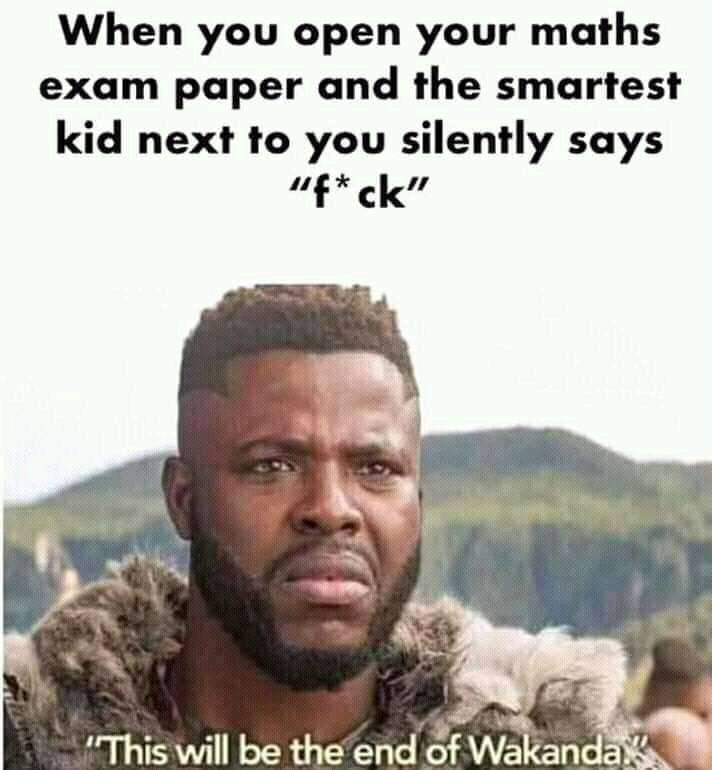 When you open your maths
exam paper and the smartest
kid next to you silently says
"f*ck"
"This will be the end of Wakanda."